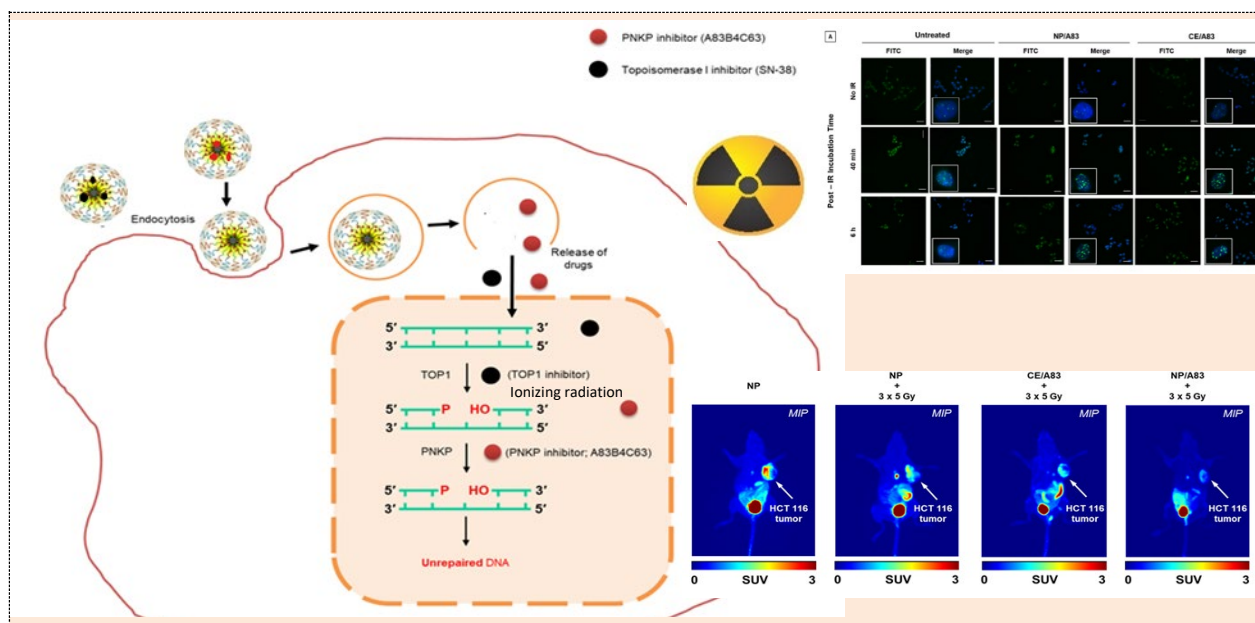 PNKP inhibitor (A83B4C63)
Topoisomerase I inhibitor (SN-38)
Endocytosis
Release of
drugs
5′ 3′
3′ 5′
TOP1 (TOP1 inhibitor)
Ionizing radiation
5′ P HO 3′
3′ 5′
PNKP (PNKP inhibitor; A83B4C63)
5′ P HO 3′
3′ 5′
Unrepaired DNA
A
Untreated NP/A83 CE/A83
FITC Merge FITC Merge FITC Merge
Post – IR Incubation Time
No IR
40 min
6 h
NP
NP
+
3 x 5 Gy
CE/A83
+
3 x 5 Gy
NP/A83
+
3 x 5 Gy
MIP MIP MIP MIP
HCT 116
tumor
HCT 116
tumor
HCT 116
tumor
HCT 116
tumor
0 SUV 3
0 SUV 3
0 SUV 3
0 SUV 3